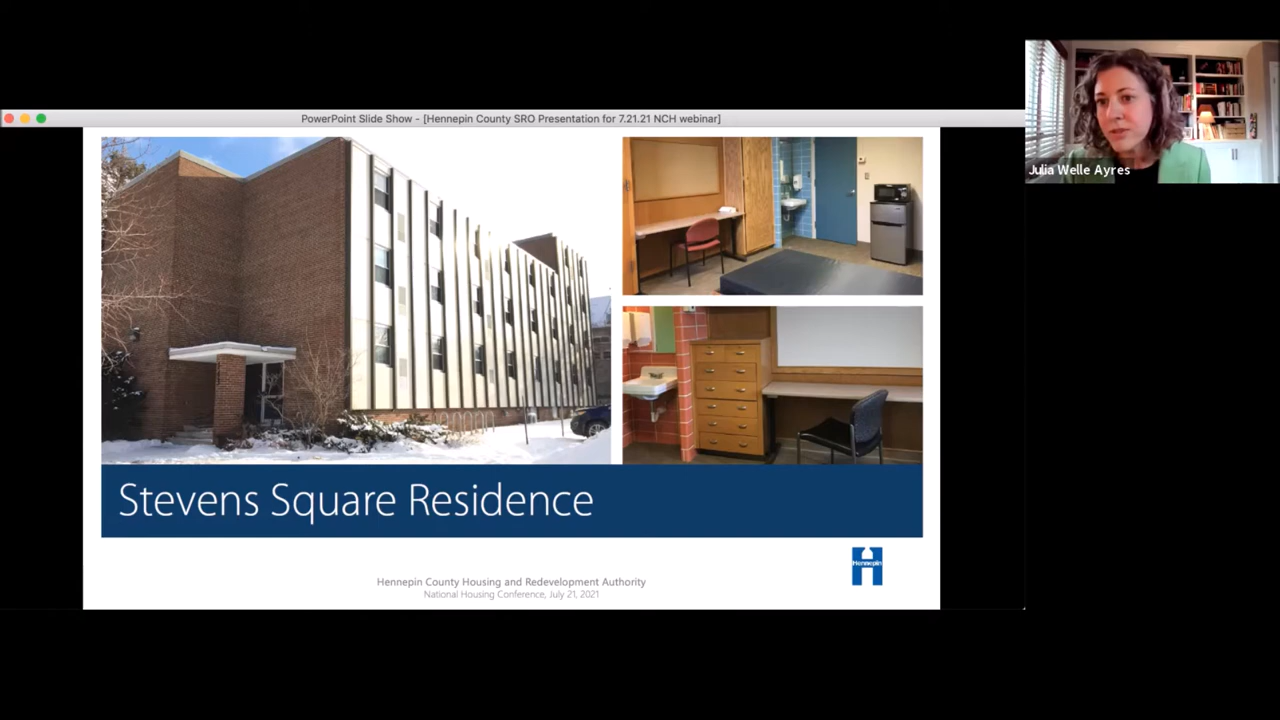 PowerPoint Slide Show - [Hennepin County SRO Presentation for 7.21.21 NCH webinar]
Julia Welle Ayres
Stevens Square Residence
Hennepin
Hennepin County Housing and Redevelopment Authority
National Housing Conference, July 21, 2021